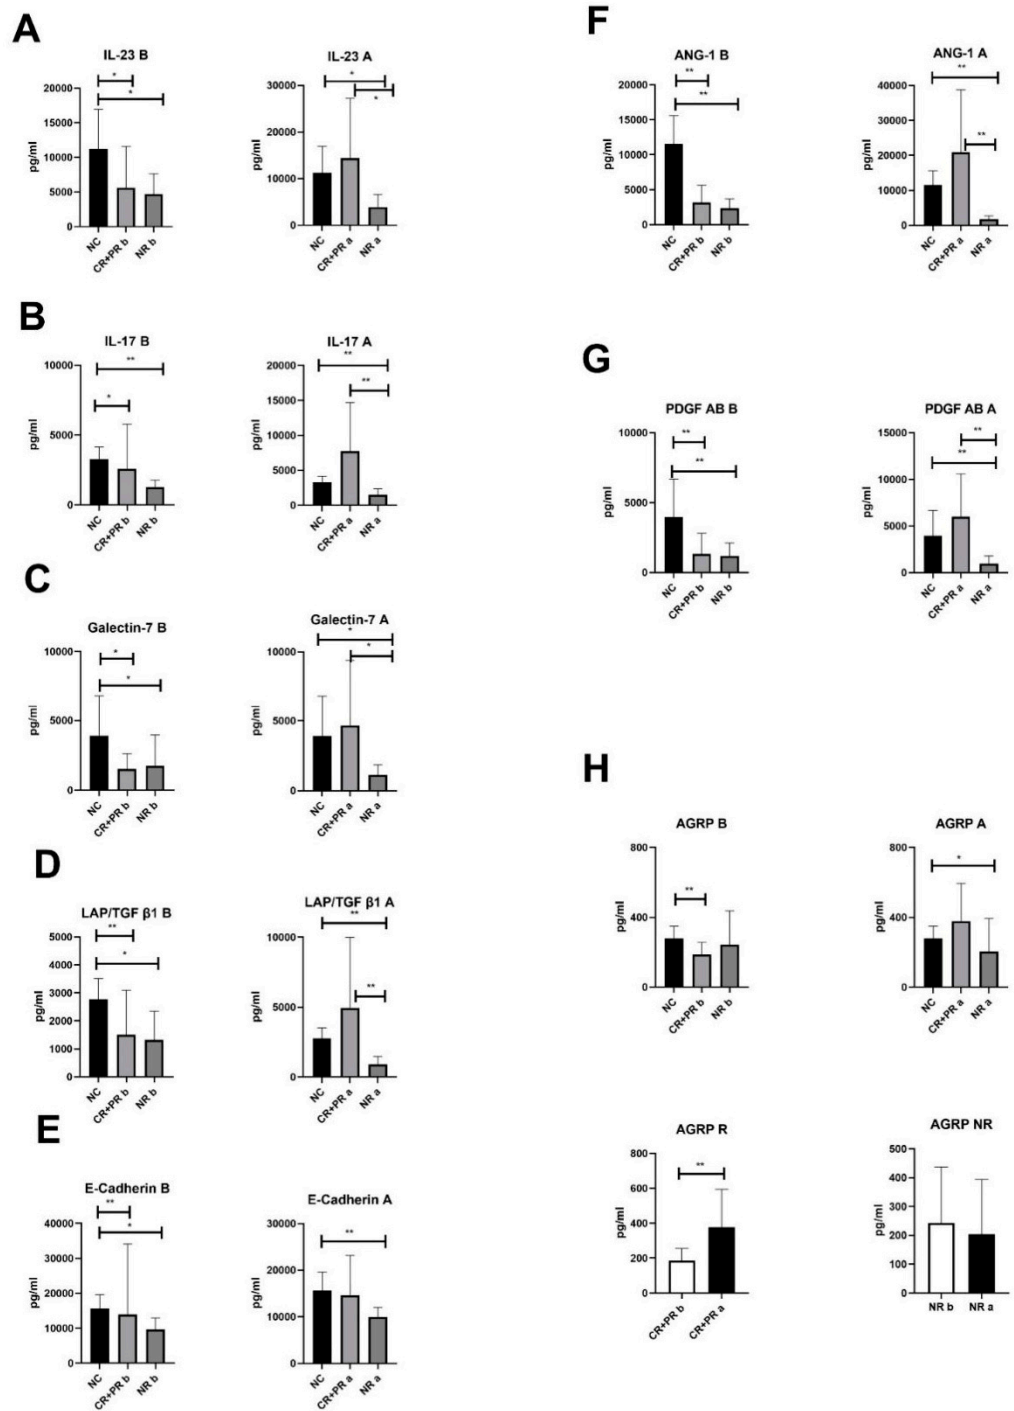 A
IL-23 B
*
*
20000
15000
10000
5000
0
pg/ml
NC
CR+PR b
NR b
IL-23 A
*
*
30000
20000
10000
0
pg/ml
NC
CR+PR a
NR a
B
IL-17 B
**
*
10000
5000
0
pg/ml
NC
CR+PR b
NR b
IL-17 A
**
**
20000
15000
10000
5000
0
pg/ml
NC
CR+PR a
NR a
C
Galectin-7 B
*
*
10000
5000
0
pg/ml
NC
CR+PR b
NR b
Galectin-7 A
*
*
10000
5000
0
pg/ml
NC
CR+PR a
NR a
D
LAP/TGF β1 B
**
*
5000
4000
3000
2000
1000
0
pg/ml
NC
CR+PR b
NR b
LAP/TGF β1 A
**
**
10000
5000
0
pg/ml
NC
CR+PR a
NR a
E
E-Cadherin B
**
*
40000
30000
20000
10000
0
pg/ml
NC
CR+PR b
NR b
E-Cadherin A
**
30000
20000
10000
0
pg/ml
NC
CR+PR a
NR a
F
ANG-1 B
**
**
20000
15000
10000
5000
0
pg/ml
NC
CR+PR b
NR b
ANG-1 A
**
**
40000
30000
20000
10000
0
pg/ml
NC
CR+PR a
NR a
G
PDGF AB B
**
**
10000
5000
0
pg/ml
NC
CR+PR b
NR b
PDGF AB A
**
**
15000
10000
5000
0
pg/ml
NC
CR+PR a
NR a
H
AGRP B
**
800
400
0
pg/ml
NC
CR+PR b
NR b
AGRP A
*
800
400
0
pg/ml
NC
CR+PR a
NR a
AGRP R
**
800
600
400
200
0
pg/ml
CR+PR b
CR+PR a
AGRP NR
500
400
300
200
100
0
pg/ml
NR b
NR a